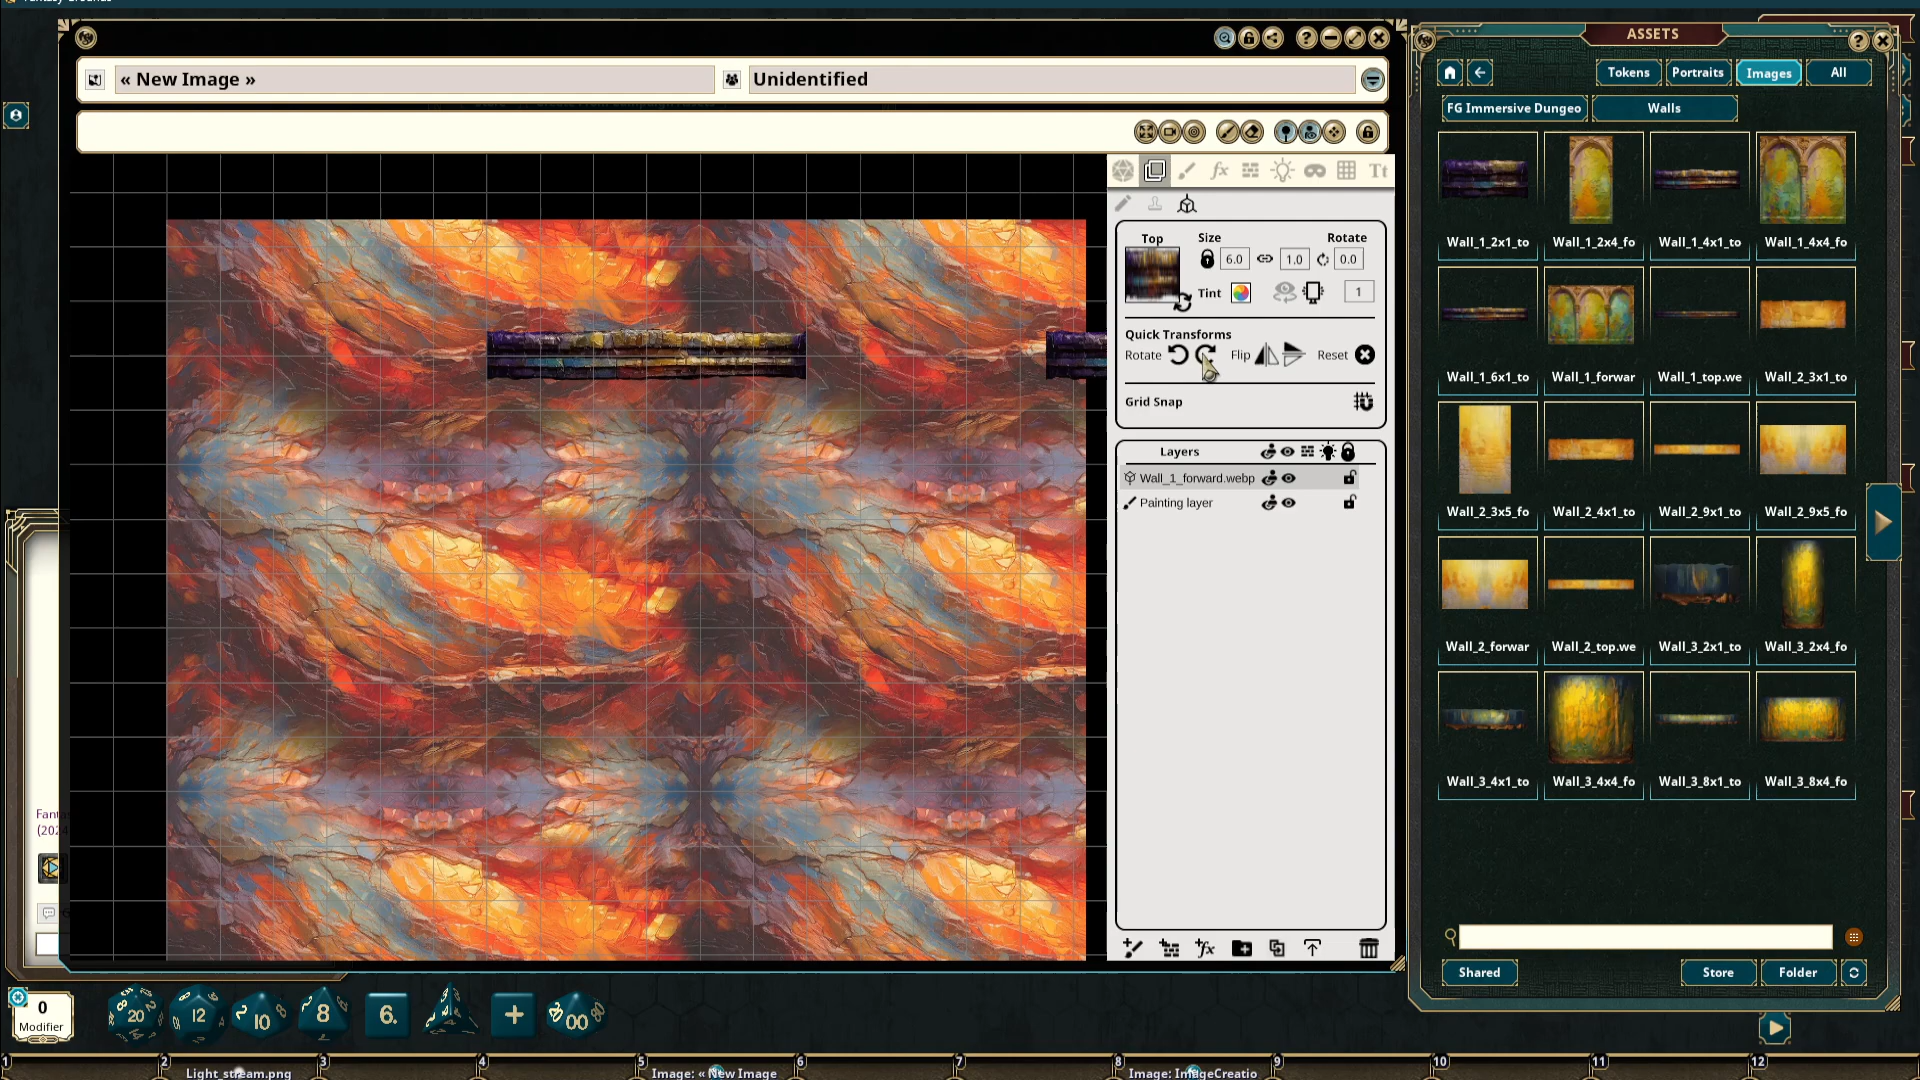 « New Image »
Unidentified
Tt
Top
Size
Rotate
6.0
1.0
0.0
Tint
1
Quick Transforms
Rotate
Flip
Reset
Grid Snap
Layers
Wall_1_forward.webp
Painting layer
ASSETS
Tokens
Portraits
Images
All
FG Immersive Dungeo
Walls
Wall_1_2x1_to
Wall_1_2x4_fo
Wall_1_4x1_to
Wall_1_4x4_fo
Wall_1_6x1_to
Wall_1_forwar
Wall_1_top.we
Wall_2_3x1_to
Wall_2_3x5_fo
Wall_2_4x1_to
Wall_2_9x1_to
Wall_2_9x5_fo
Wall_2_forwar
Wall_2_top.we
Wall_3_2x1_to
Wall_3_2x4_fo
Wall_3_4x1_to
Wall_3_4x4_fo
Wall_3_8x1_to
Wall_3_8x4_fo
Shared
Store
Folder
Fanta
(2024
0
Modifier
20
12
10
8
6.
+
00
1
2
3
4
5
6
7
8
9
10
11
12
Light_stream.png
Image: « New Image
Image: ImageCreatio